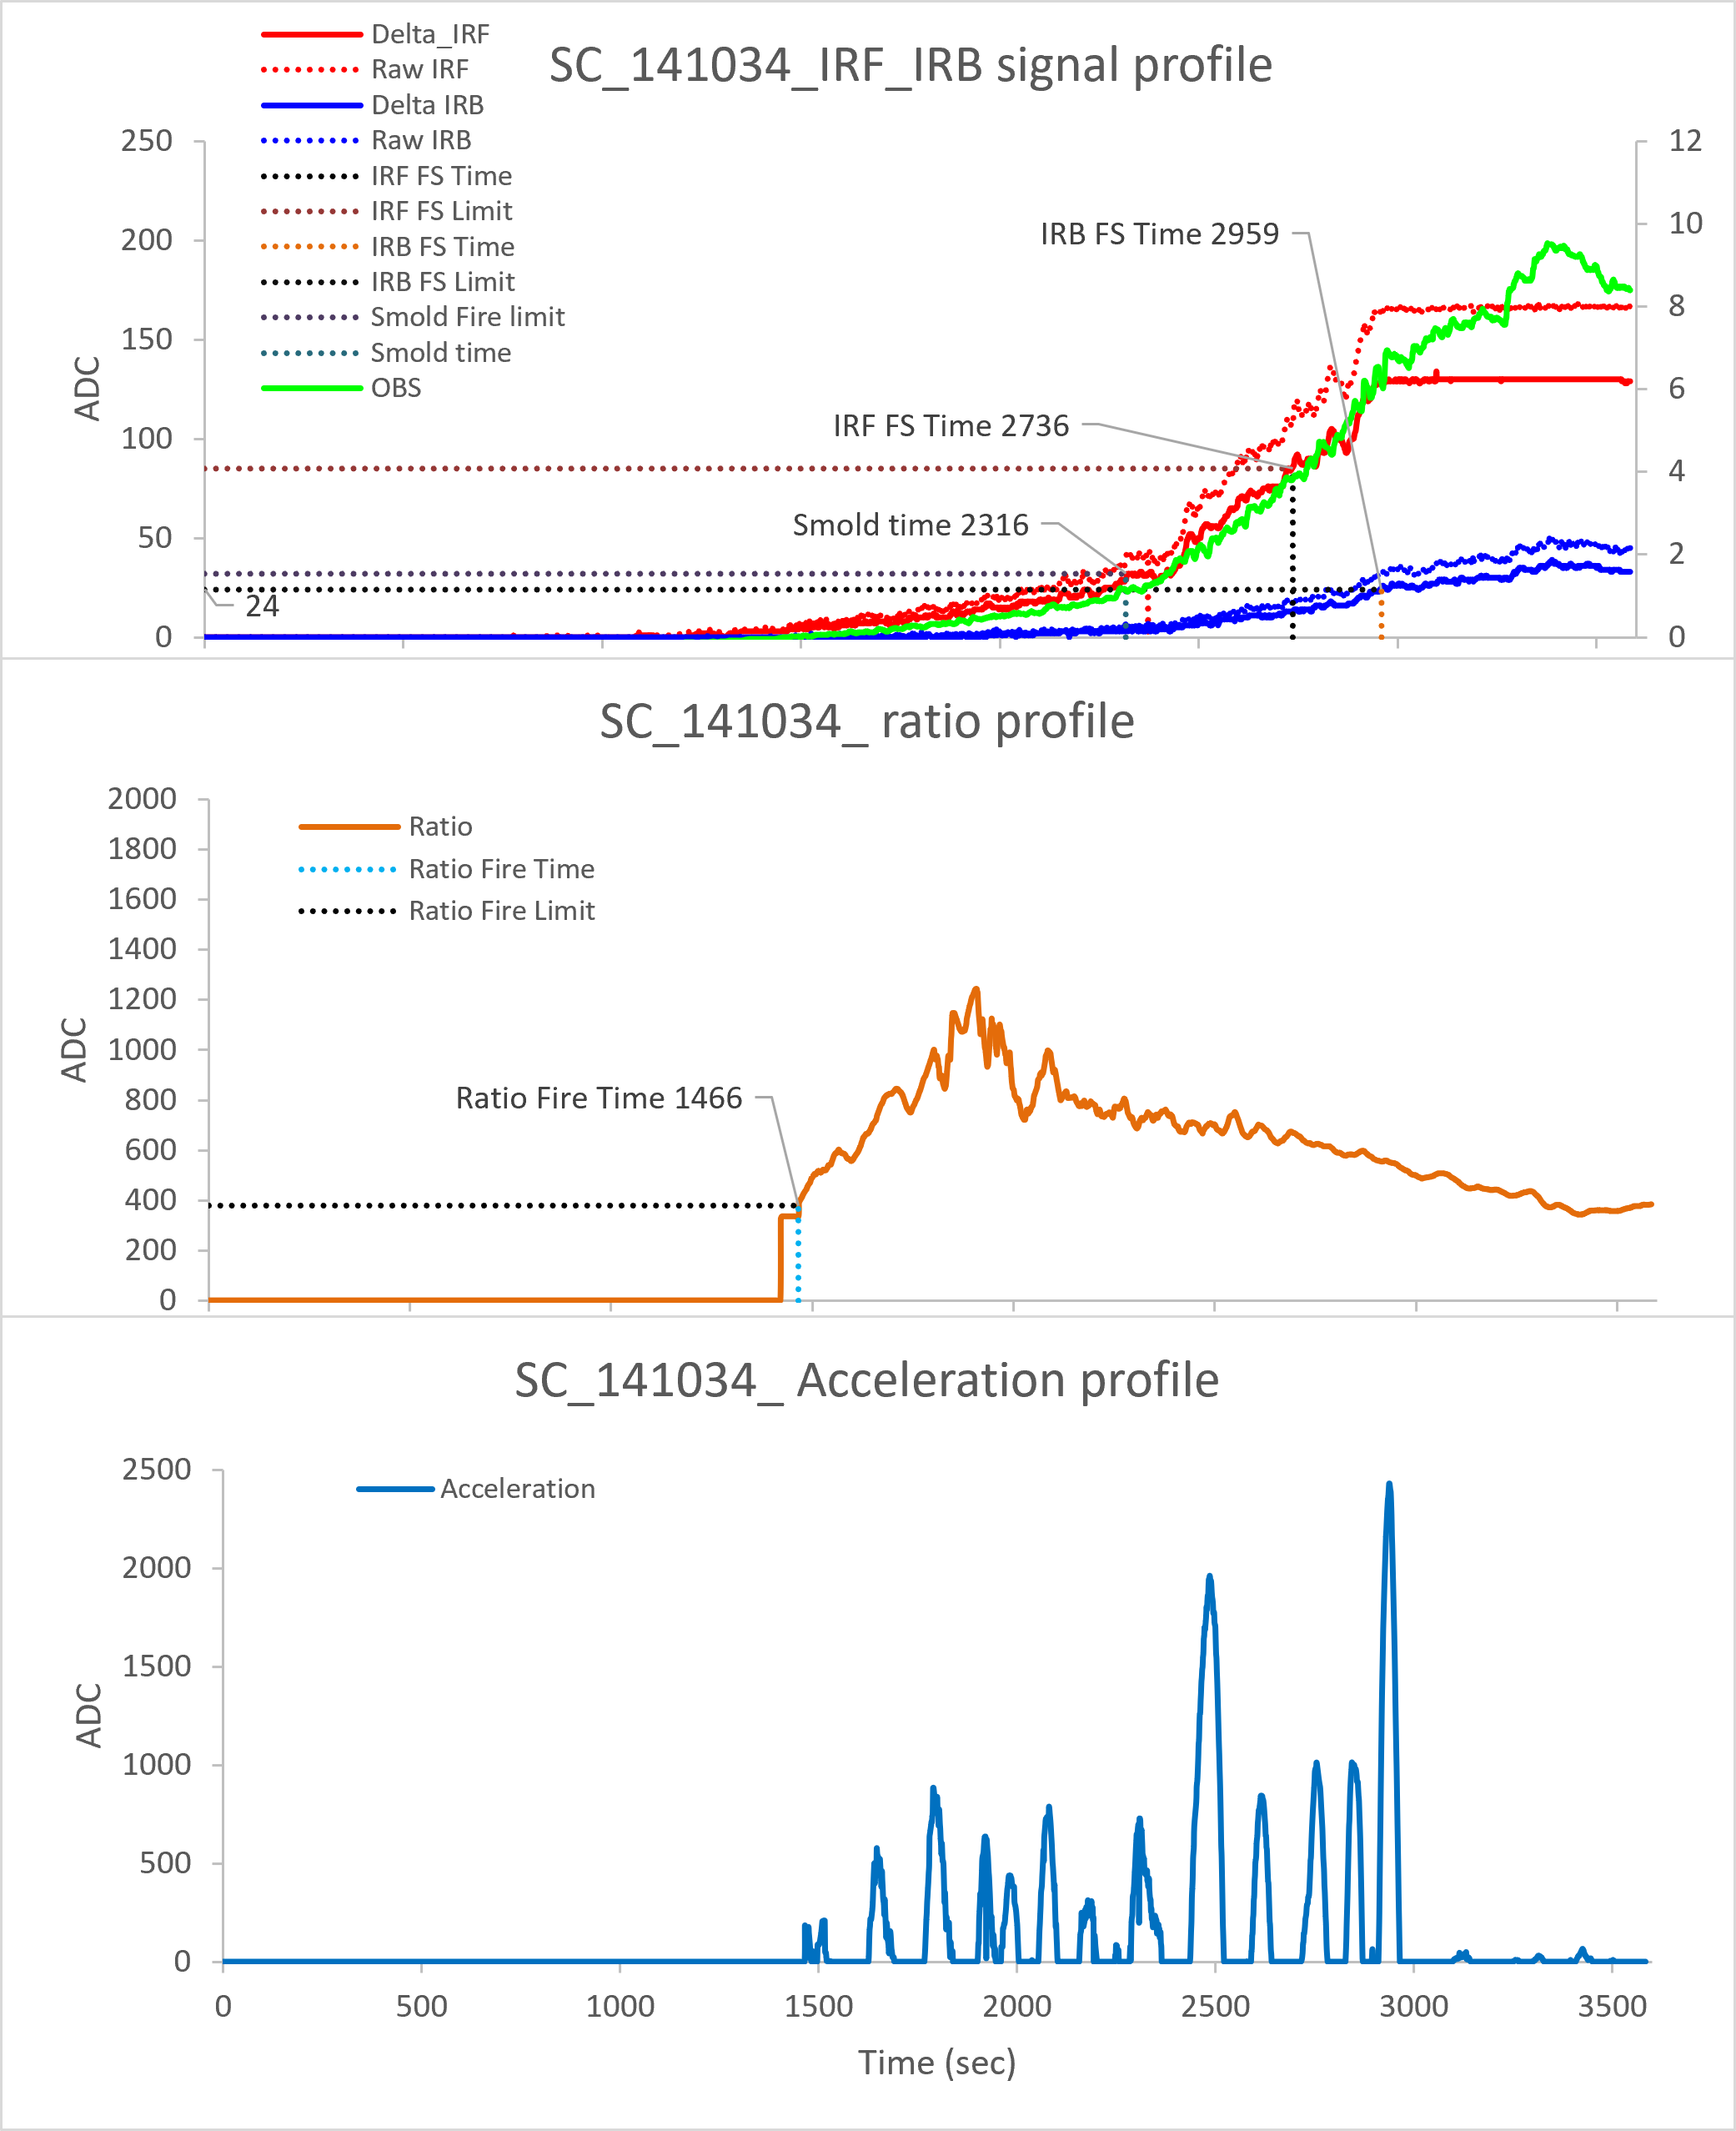 Delta_IRF
SC_141034_IRF_IRB signal profile
Raw IRF
Delta IRB
Raw IRB
IRF FS Time
IRF FS Limit
IRB FS Time
IRB FS Limit
Smold Fire limit
Smold time
OBS
250
200
150
100
50
0
ADC
12
10
8
6
4
2
0
IRB FS Time 2959
IRF FS Time 2736
Smold time 2316
24
SC_141034_ ratio profile
2000
1800
1600
1400
1200
1000
800
600
400
200
0
ADC
Ratio
Ratio Fire Time
Ratio Fire Limit
Ratio Fire Time 1466
SC_141034_ Acceleration profile
2500
2000
1500
1000
500
0
ADC
Acceleration
0 500 1000 1500 2000 2500 3000 3500
Time (sec)